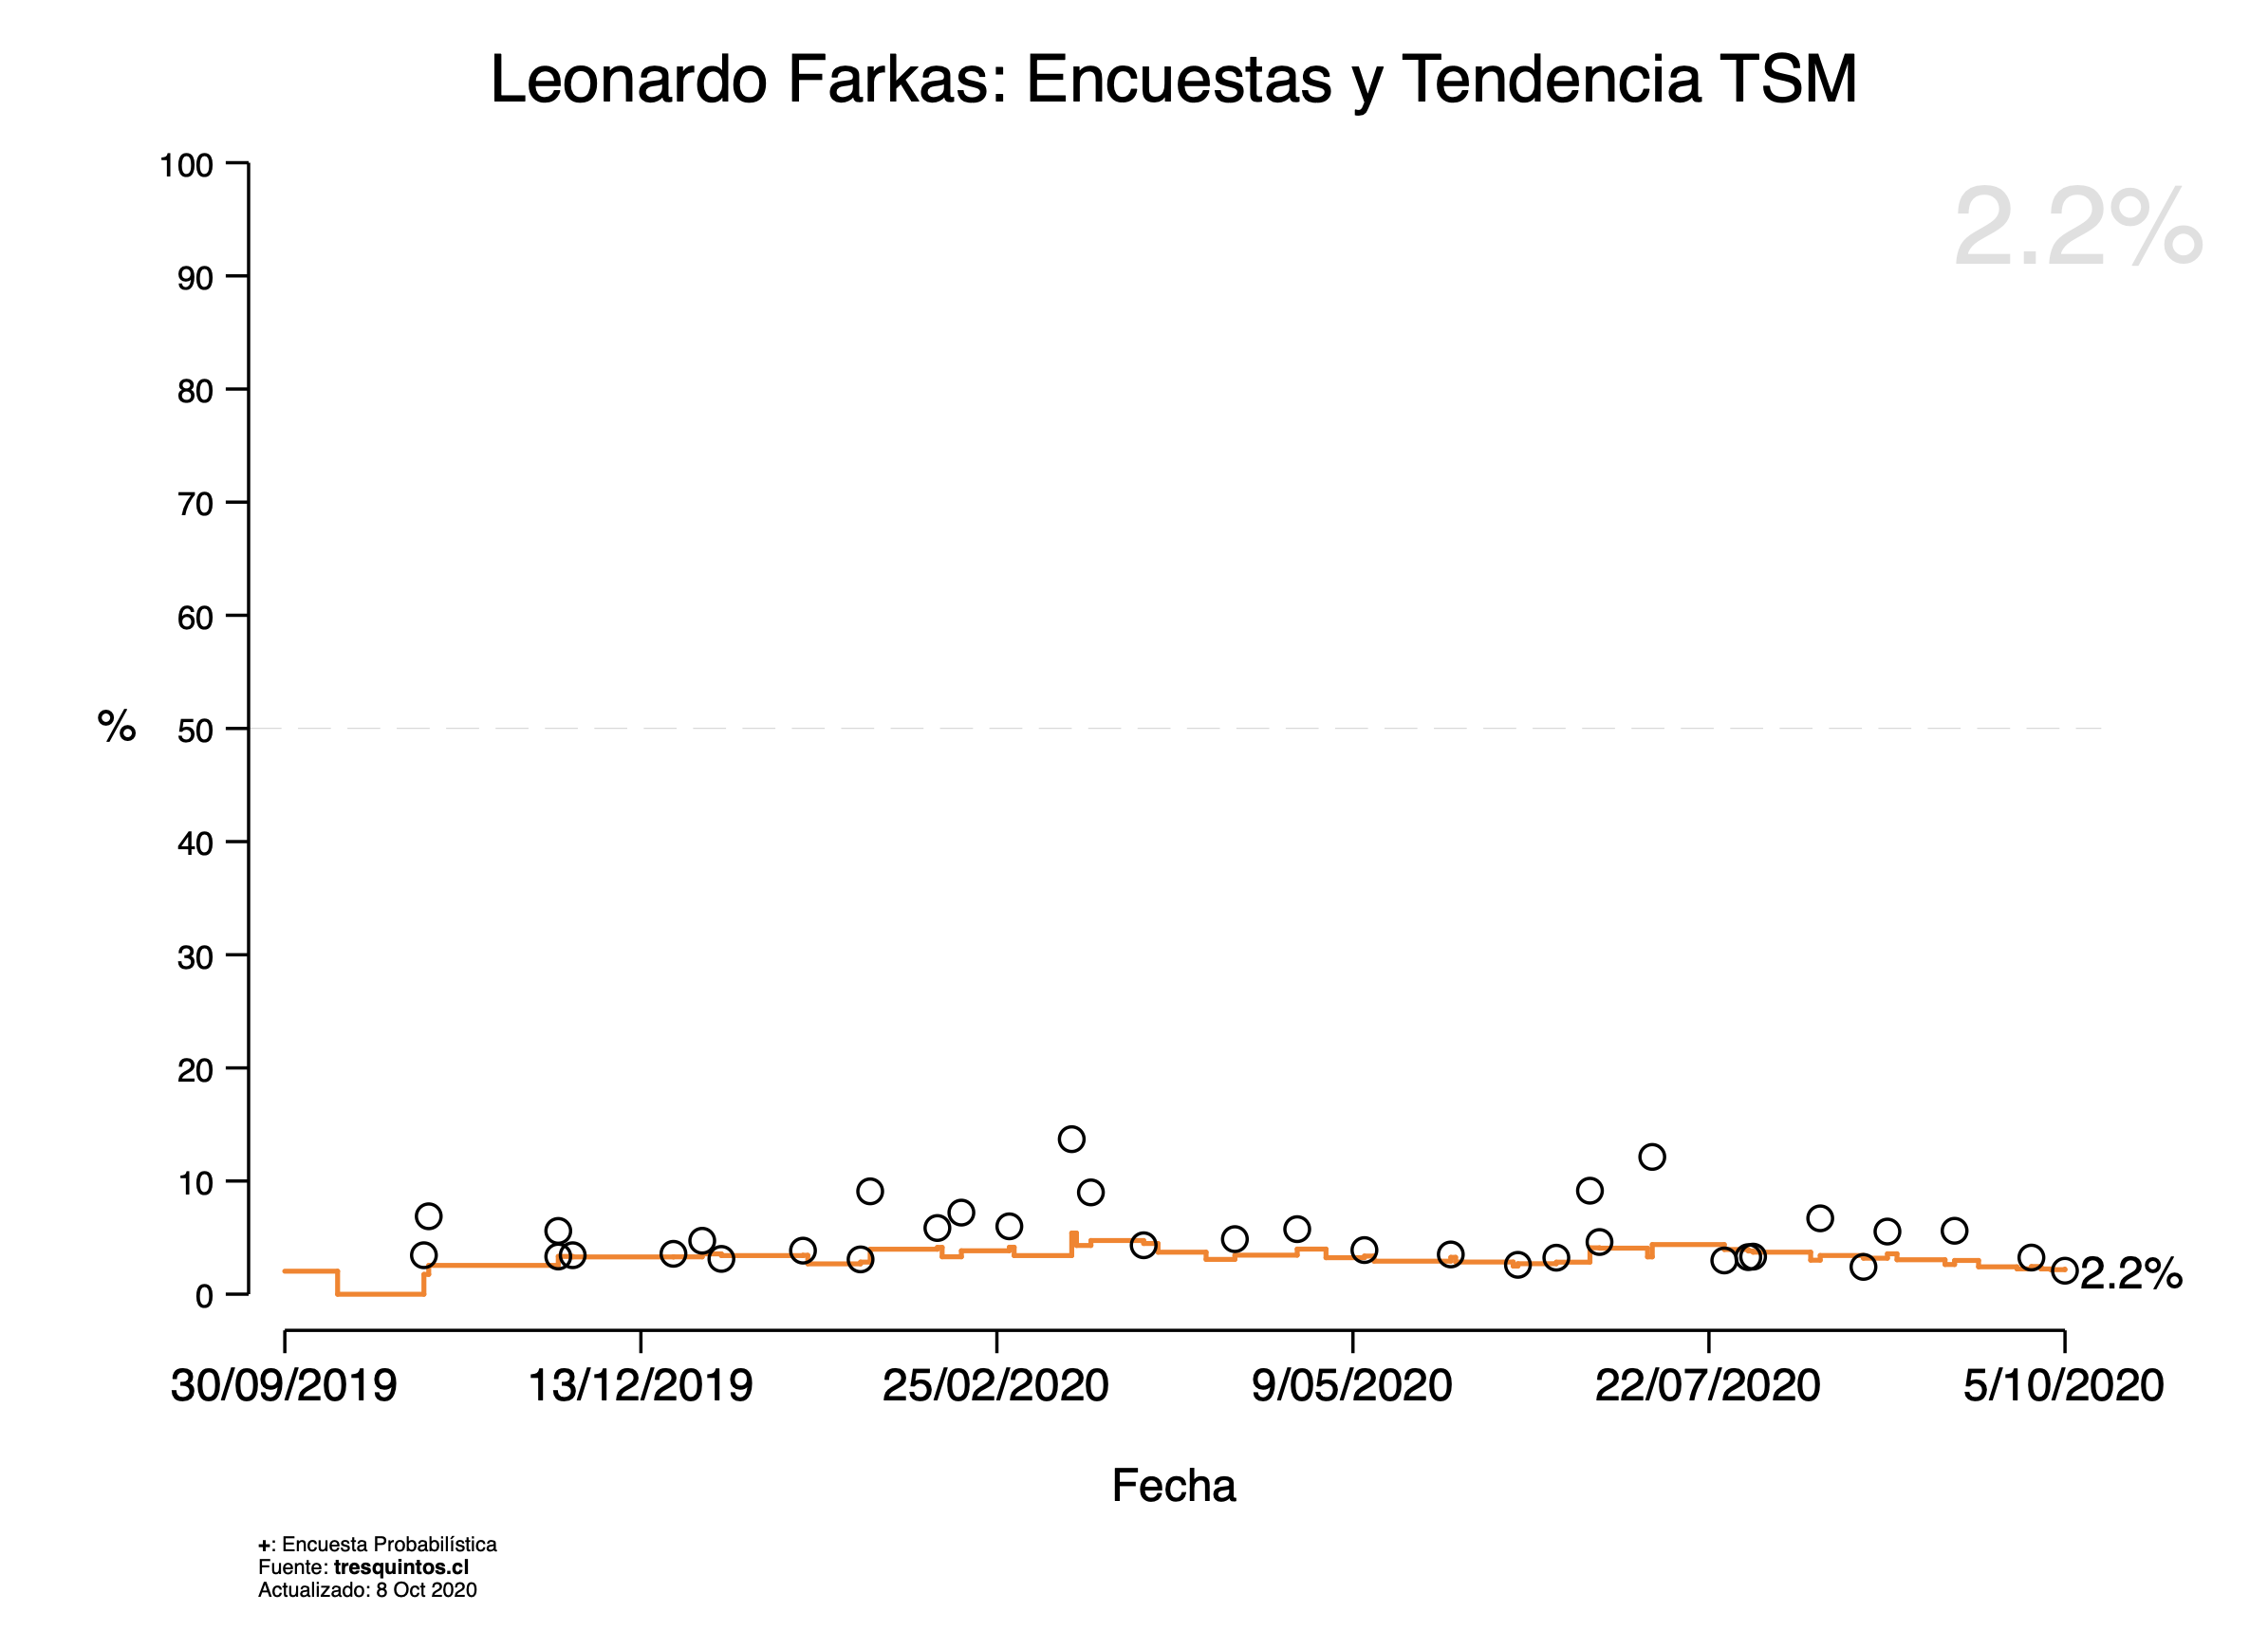 Leonardo Farkas: Encuestas y Tendencia TSM
2.2%
100
90
80
70
60
% 50
40
30
20
10
0
2.2%
30/09/2019 13/12/2019 25/02/2020 9/05/2020 22/07/2020 5/10/2020
Fecha
+: Encuesta Probabilística
Fuente: tresquintos.cl
Actualizado: 8 Oct 2020